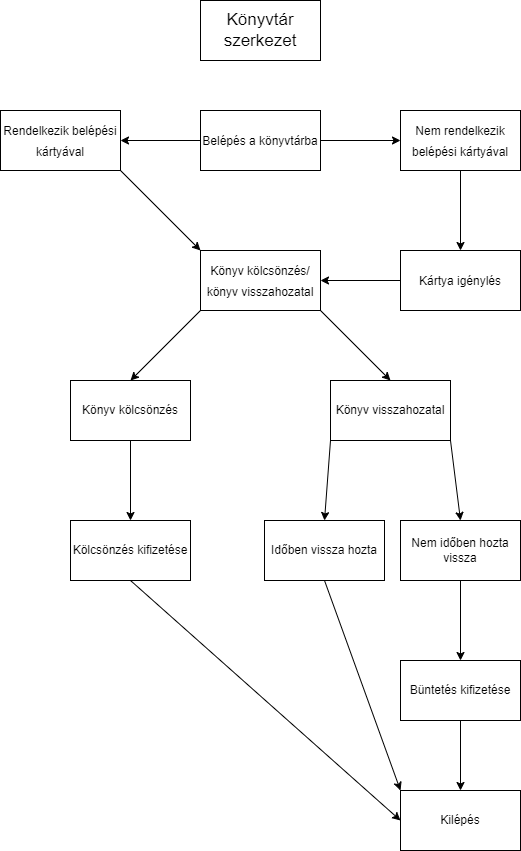 Könyvtár
szerkezet
Rendelkezik belépési
kártyával
Belépés a könyvtárba
Nem rendelkezik
belépési kártyával
Könyv kölcsönzés/
könyv visszahozatal
Kártya igénylés
Könyv kölcsönzés
Könyv visszahozatal
Kölcsönzés kifizetése
Időben vissza hozta
Nem időben hozta
vissza
Büntetés kifizetése
Kilépés